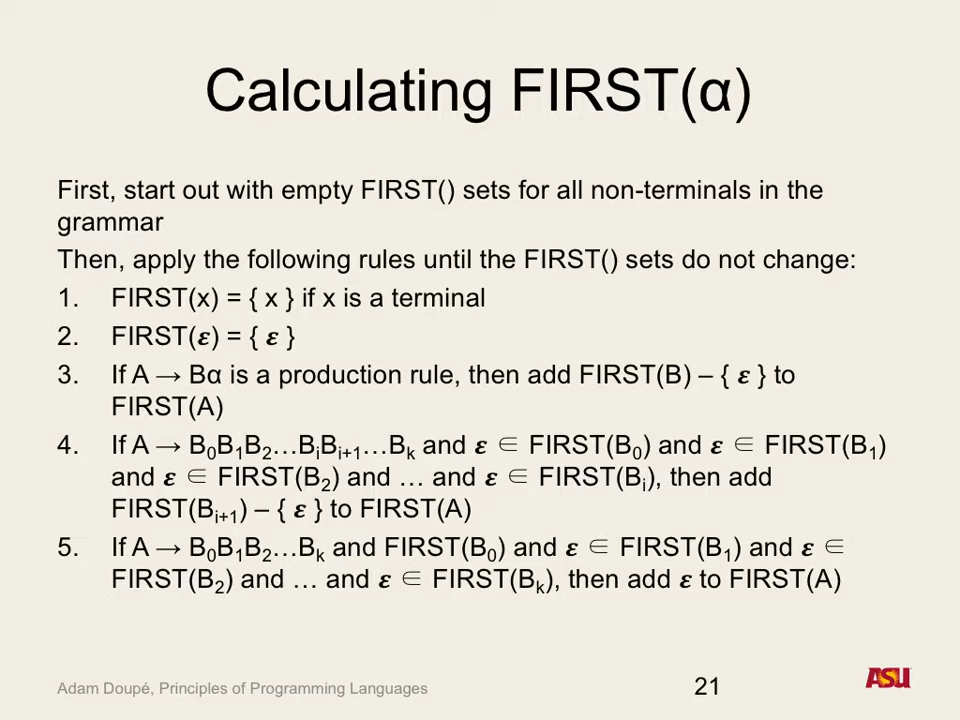 Calculating FIRST(α)
First, start out with empty FIRST() sets for all non-terminals in the
grammar
Then, apply the following rules until the FIRST() sets do not change:
1. FIRST(x) = { x } if x is a terminal
2. FIRST(ε) = { ε }
3. If A → Bα is a production rule, then add FIRST(B) – { ε } to
FIRST(A)
4. If A → B₀B₁B₂…BᵢBᵢ₊₁…Bₖ and ε ∈ FIRST(B₀) and ε ∈ FIRST(B₁)
and ε ∈ FIRST(B₂) and … and ε ∈ FIRST(Bᵢ), then add
FIRST(Bᵢ₊₁) – { ε } to FIRST(A)
5. If A → B₀B₁B₂…Bₖ and FIRST(B₀) and ε ∈ FIRST(B₁) and ε ∈
FIRST(B₂) and … and ε ∈ FIRST(Bₖ), then add ε to FIRST(A)
Adam Doupé, Principles of Programming Languages
21
ASU